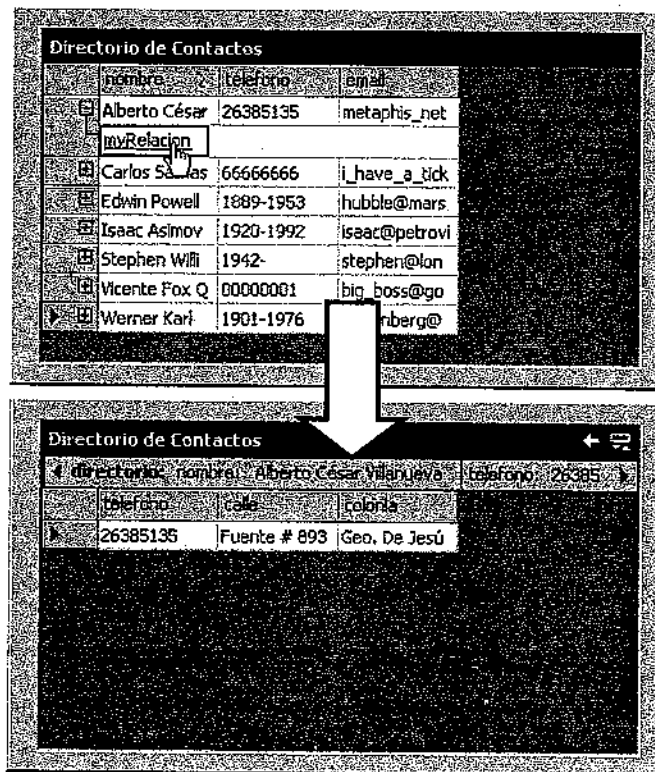 Directorio de Contactos
nombre telefono email
Alberto César 26385135 metaphis_net
myRelacion
Carlos 66666666 i_have_a_tick
Edwin Powell 1889-1953 hubble@mars
Isaac Asimov 1920-1992 isaac@petrovi
Stephen Willi 1942- stephen@lon
Vicente Fox Q 00000001 big_boss@go
Werner Karl 1901-1976 nberg@
Directorio de Contactos
directorio: nombre: Alberto César Villanueva telefono: 26385
telefono calle colonia
26385135 Fuente # 893 Geo. De Jesú